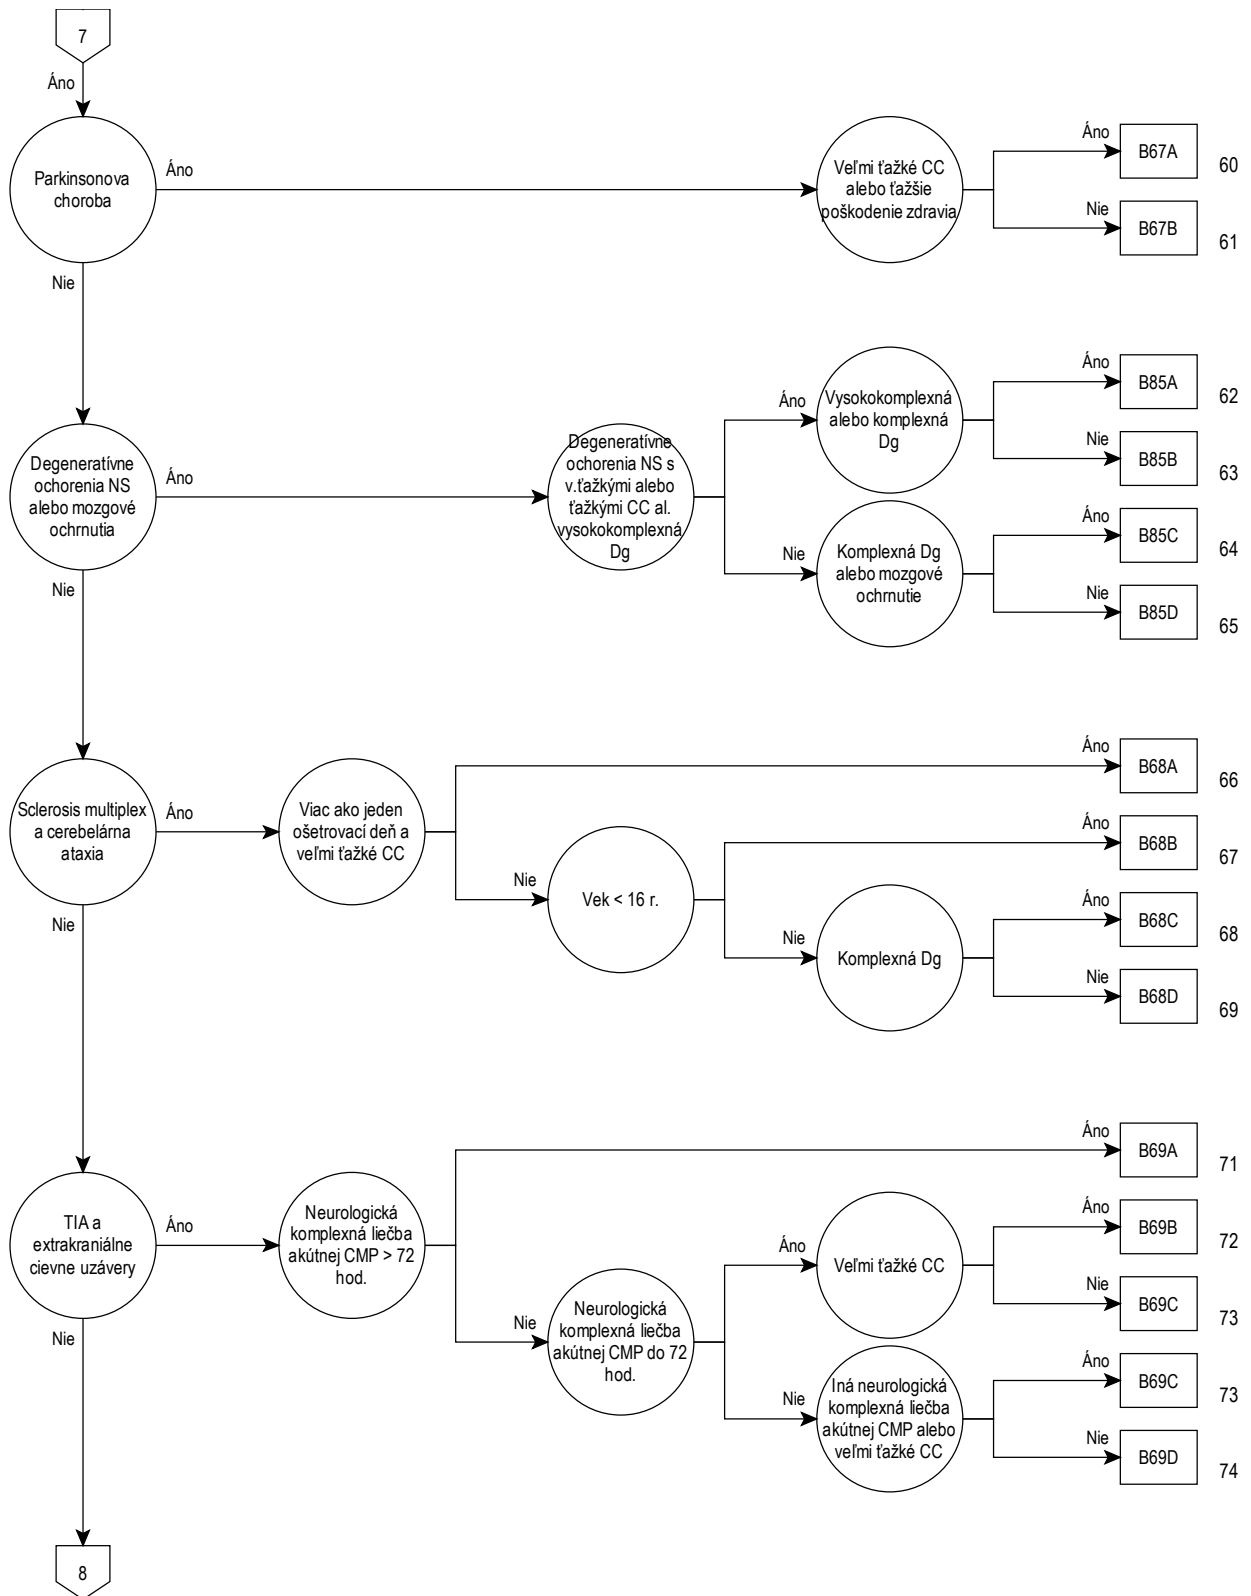 7
Áno
Parkinsonova
choroba
Áno
Veľmi ťažké CC
alebo ťažšie
poškodenie zdravia
Áno
B67A
60
Nie
B67B
61
Nie
Degeneratívne
ochorenia NS
alebo mozgové
ochrnutia
Áno
Degeneratívne
ochorenia NS s
v.ťažkými alebo
ťažkými CC al.
vysokokomplexná
Dg
Áno
Vysokokomplexná
alebo komplexná
Dg
Áno
B85A
62
Nie
B85B
63
Nie
Komplexná Dg
alebo mozgové
ochrnutie
Áno
B85C
64
Nie
B85D
65
Nie
Sclerosis multiplex
a cerebelárna
ataxia
Áno
Viac ako jeden
ošetrovací deň a
veľmi ťažké CC
Áno
B68A
66
Nie
Vek < 16 r.
Áno
B68B
67
Nie
Komplexná Dg
Áno
B68C
68
Nie
B68D
69
Nie
TIA a
extrakraniálne
cievne uzávery
Áno
Neurologická
komplexná liečba
akútnej CMP > 72
hod.
Áno
B69A
71
Nie
Neurologická
komplexná liečba
akútnej CMP do 72
hod.
Áno
Veľmi ťažké CC
Áno
B69B
72
Nie
B69C
73
Nie
Iná neurologická
komplexná liečba
akútnej CMP alebo
veľmi ťažké CC
Áno
B69C
73
Nie
B69D
74
Nie
8